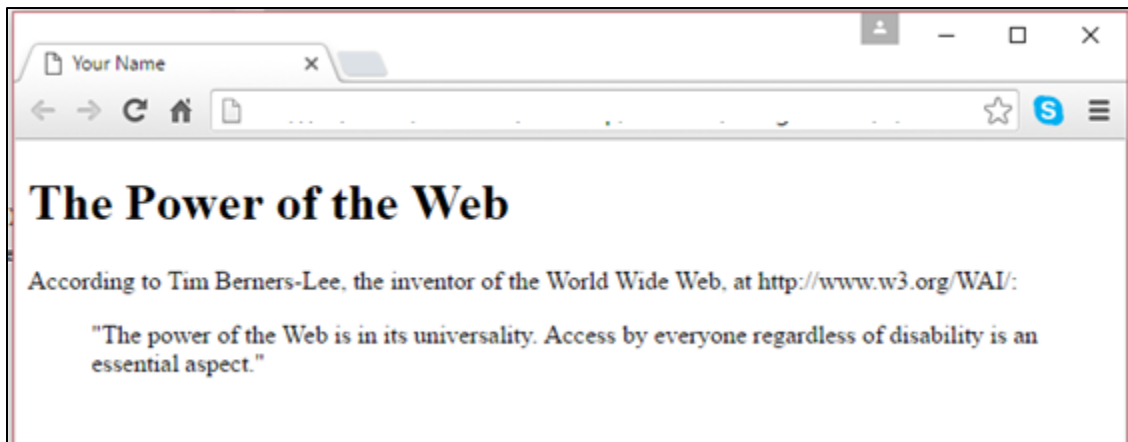 Your Name
The Power of the Web
According to Tim Berners-Lee, the inventor of the World Wide Web, at http://www.w3.org/WAI/:
"The power of the Web is in its universality. Access by everyone regardless of disability is an
essential aspect."